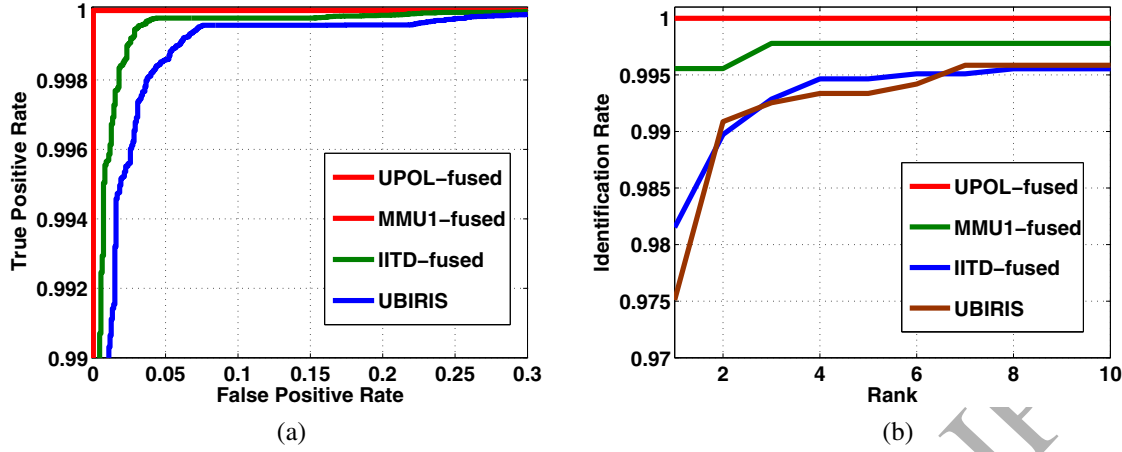 1
0.998
0.996
0.994
0.992
0.99
True Positive Rate
UPOL-fused
MMU1-fused
IITD-fused
UBIRIS
0 0.05 0.1 0.15 0.2 0.25 0.3
False Positive Rate
(a)
1
0.995
0.99
0.985
0.98
0.975
0.97
Identification Rate
UPOL-fused
MMU1-fused
IITD-fused
UBIRIS
2 4 6 8 10
Rank
(b)